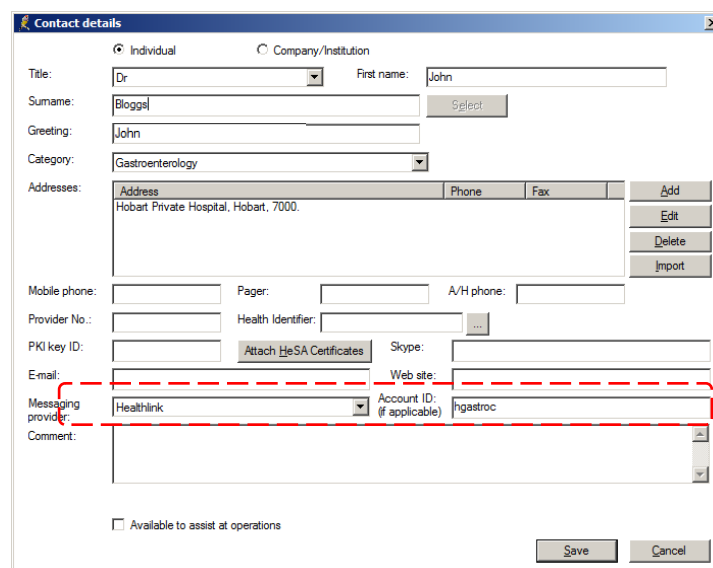 Contact details
Individual Company/Institution
Title: Dr First name: John
Surname: Bloggs Select
Greeting: John
Category: Gastroenterology
Addresses: Address Phone Fax Add
Hobart Private Hospital, Hobart, 7000.
Edit
Delete
Import
Mobile phone: Pager: A/H phone:
Provider No.: Health Identifier: ...
PKI key ID: Attach HeSA Certificates Skype:
E-mail: Web site:
Messaging provider: Healthlink Account ID: (if applicable) hgastroc
Comment:
Available to assist at operations
Save Cancel